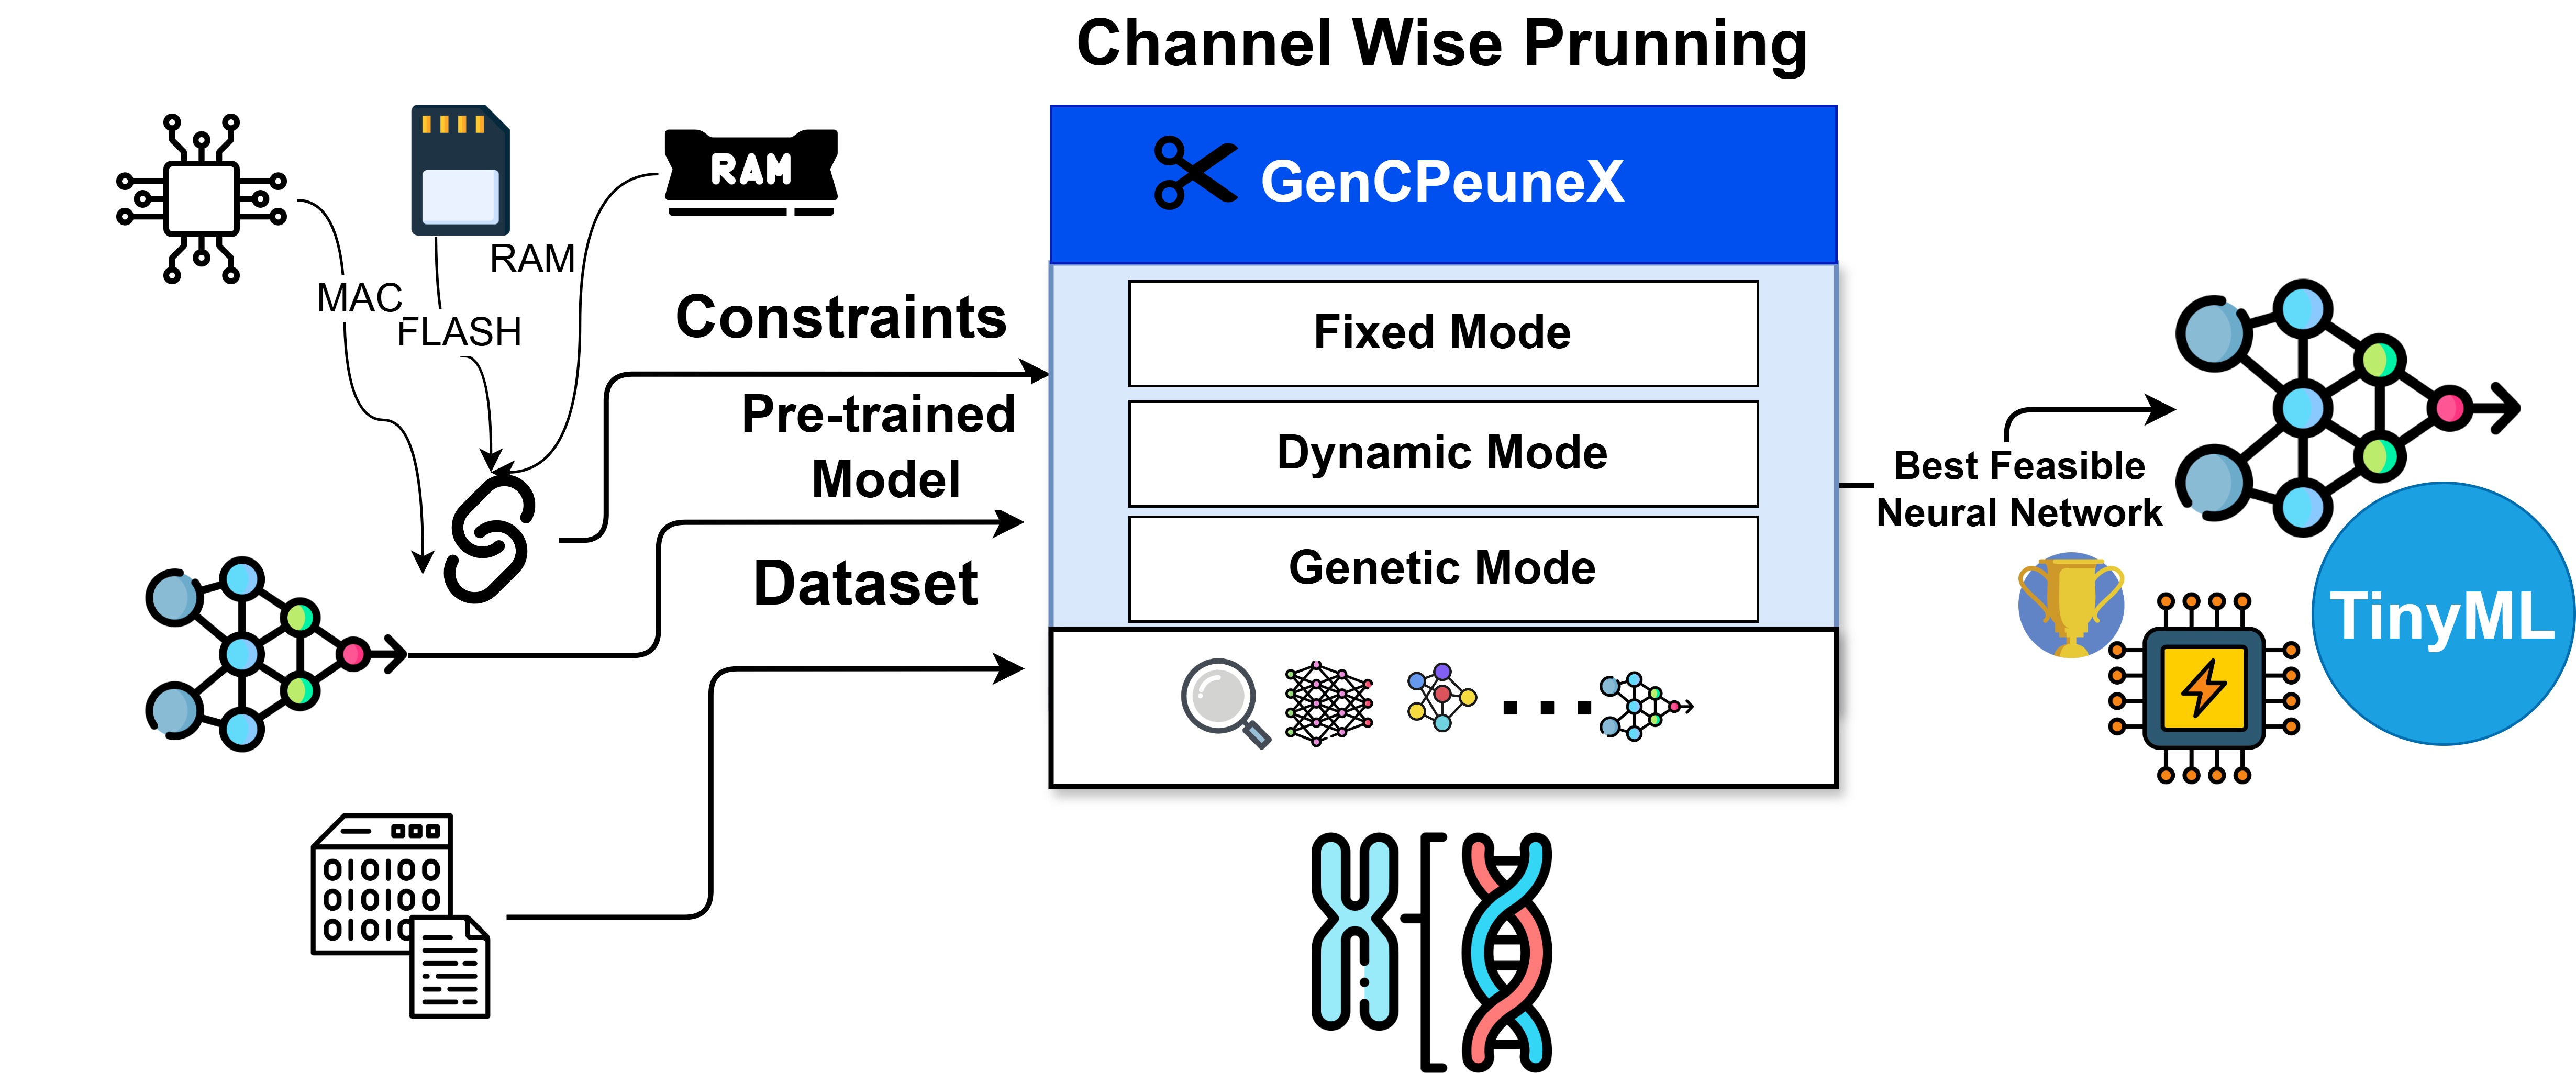 Channel Wise Prunning
GenCPeuneX
RAM
RAM
MAC
FLASH
Constraints
Pre-trained
Model
Dataset
Fixed Mode
Dynamic Mode
Genetic Mode
Best Feasible
Neural Network
TinyML
010100
010100
01010